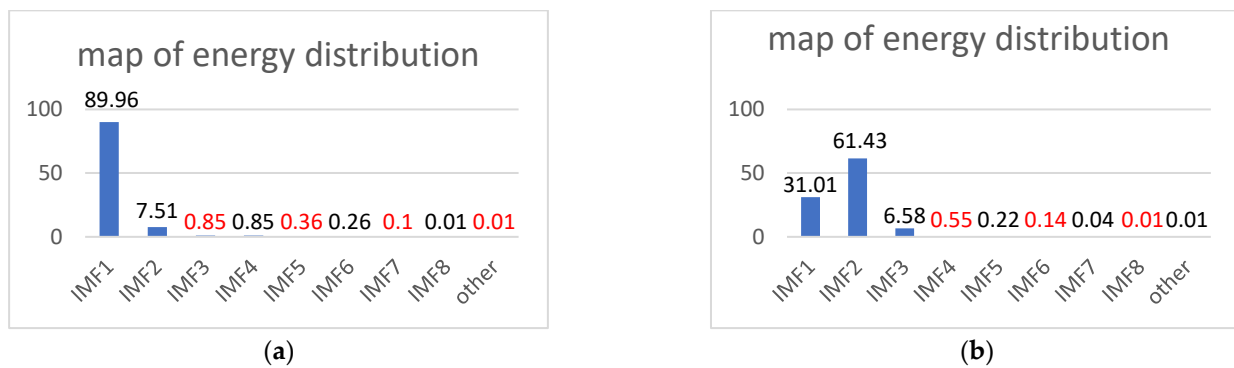 map of energy distribution
89.96
100
50
0
7.51 0.85 0.85 0.36 0.26 0.1 0.01 0.01
IMF1 IMF2 IMF3 IMF4 IMF5 IMF6 IMF7 IMF8 other
(a)
map of energy distribution
100
61.43
50
31.01
0
6.58 0.55 0.22 0.14 0.04 0.01 0.01
IMF1 IMF2 IMF3 IMF4 IMF5 IMF6 IMF7 IMF8 other
(b)